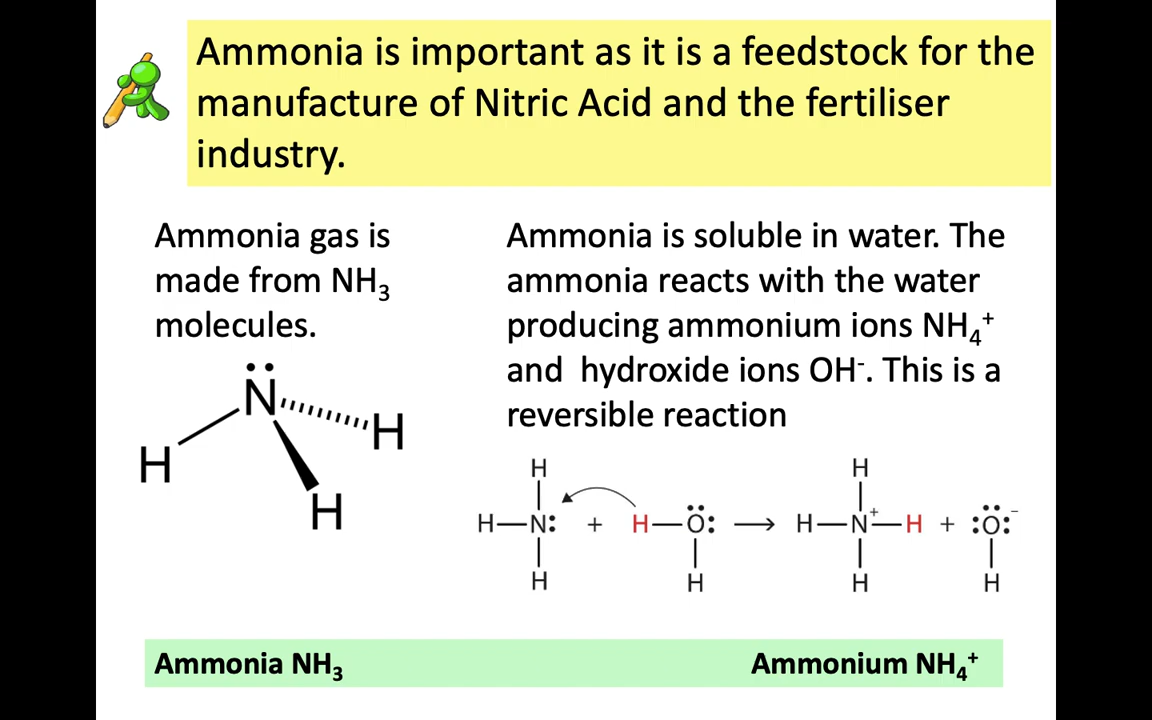 Ammonia is important as it is a feedstock for the
manufacture of Nitric Acid and the fertiliser
industry.
Ammonia gas is
made from NH₃
molecules.
N
H
H
H
Ammonia is soluble in water. The
ammonia reacts with the water
producing ammonium ions NH₄⁺
and hydroxide ions OH⁻. This is a
reversible reaction
H H
H—N: + H—O: ⟶ H—N⁺—H + :O:⁻
H H H H
Ammonia NH₃ Ammonium NH₄⁺